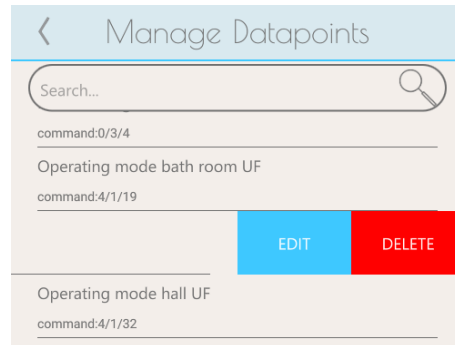 Manage Datapoints
Search...
command:0/3/4
Operating mode bath room UF
command:4/1/19
EDIT
DELETE
Operating mode hall UF
command:4/1/32